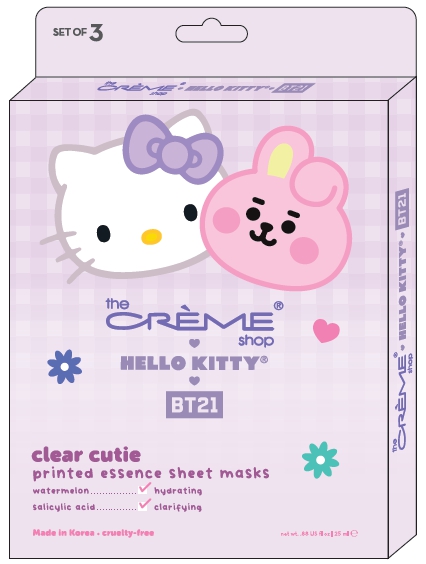 SET OF 3
the CRÈME shop • HELLO KITTY® • BT21
the
CRÈME®
shop
HELLO KITTY®
BT21
clear cutie
printed essence sheet masks
watermelon.............. hydrating
salicylic acid............ clarifying
Made in Korea • cruelty-free
net wt. .84 US fl oz | 25 ml ℮
the CRÈME shop • HELLO KITTY® • BT21